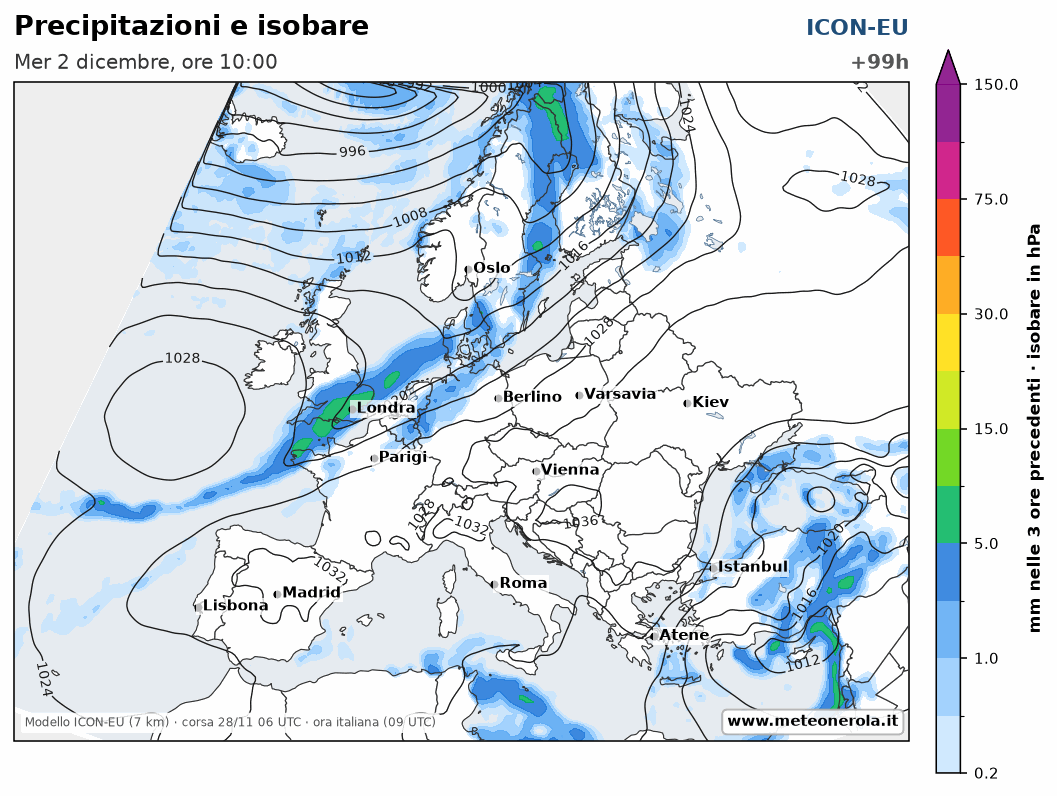 Precipitazioni e isobare
ICON-EU
Mer 2 dicembre, ore 10:00
+99h
1000
996
1008
1012
1024
1028
1016
Oslo
1028
1028
Londra
Berlino
Varsavia
Kiev
Parigi
Vienna
1028
1032
1036
1020
1032
Istanbul
Roma
Madrid
Lisbona
1016
Atene
1012
1024
Modello ICON-EU (7 km) · corsa 28/11 06 UTC · ora italiana (09 UTC)
www.meteonerola.it
150.0
75.0
30.0
15.0
5.0
1.0
0.2
mm nelle 3 ore precedenti · isobare in hPa